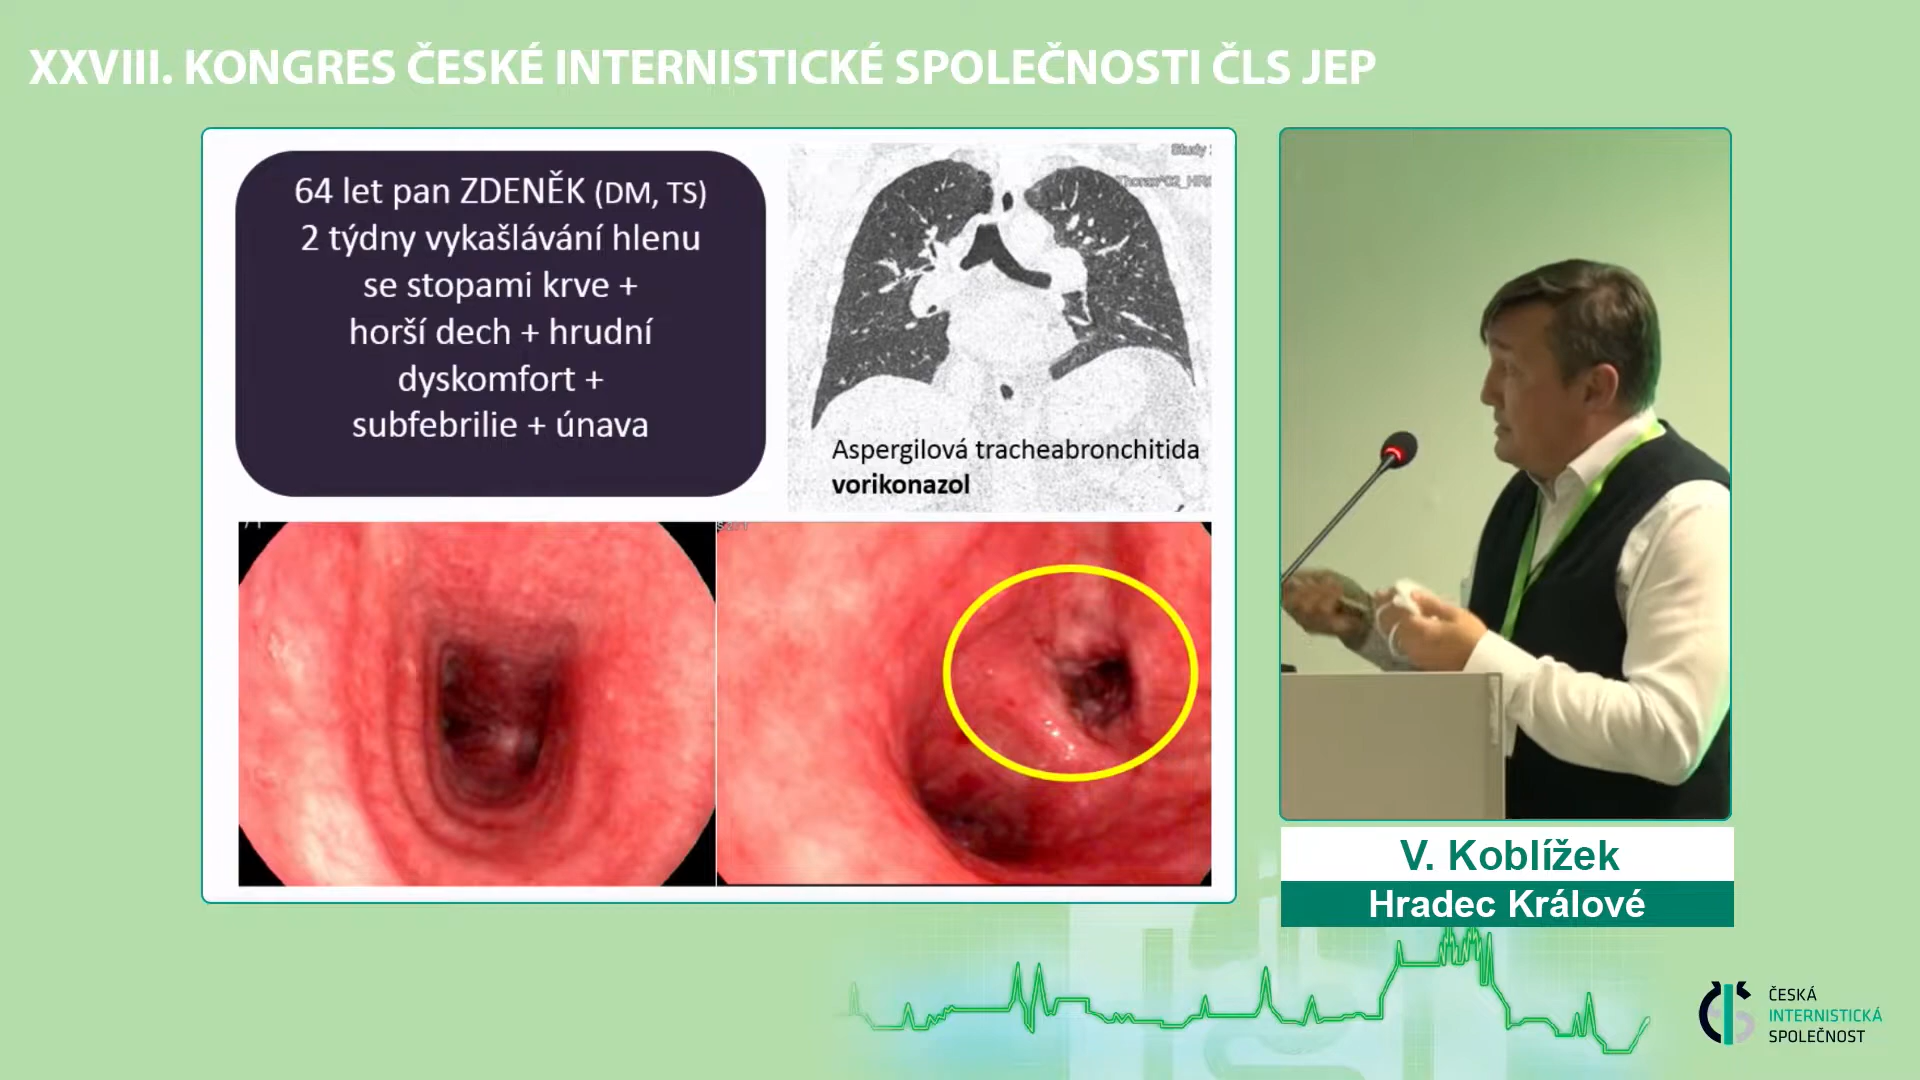 XXVIII. KONGRES ČESKÉ INTERNISTICKÉ SPOLEČNOSTI ČLS JEP
64 let pan ZDENĚK (DM, TS)
2 týdny vykašlávání hlenu
se stopami krve +
horší dech + hrudní
dyskomfort +
subfebrilie + únava
Study
Aspergilová tracheabronchitida
vorikonazol
V. Koblížek
Hradec Králové
ČESKÁ
INTERNISTICKÁ
SPOLEČNOST